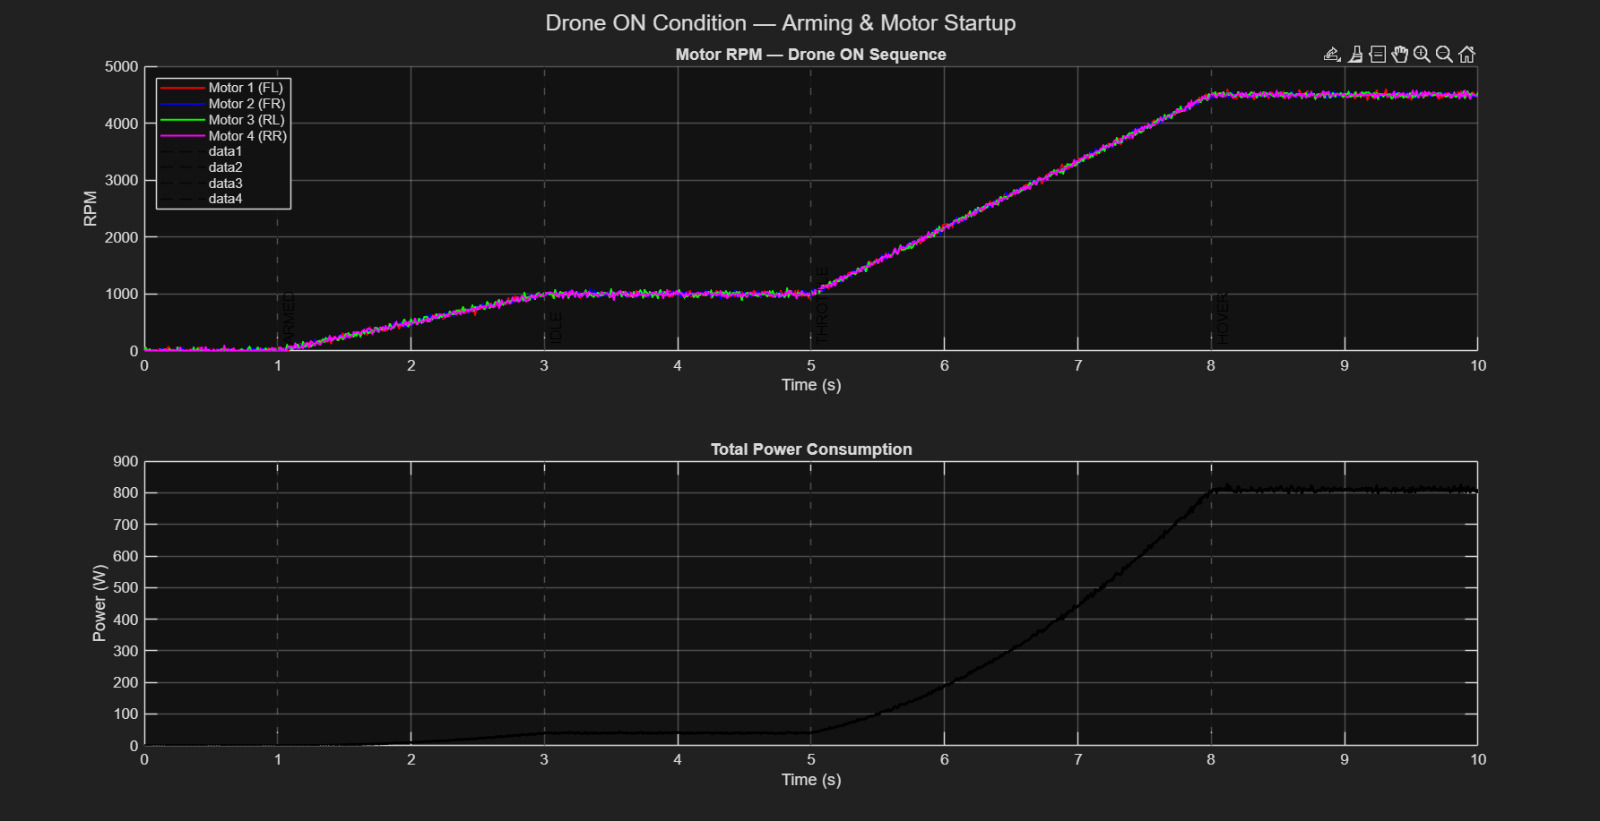 Drone ON Condition — Arming & Motor Startup
Motor RPM — Drone ON Sequence
5000
4000
3000
2000
1000
0
RPM
Motor 1 (FL)
Motor 2 (FR)
Motor 3 (RL)
Motor 4 (RR)
data1
data2
data3
data4
ARMED
IDLE
THROTTLE
HOVER
0 1 2 3 4 5 6 7 8 9 10
Time (s)
Total Power Consumption
900
800
700
600
500
400
300
200
100
0
Power (W)
0 1 2 3 4 5 6 7 8 9 10
Time (s)